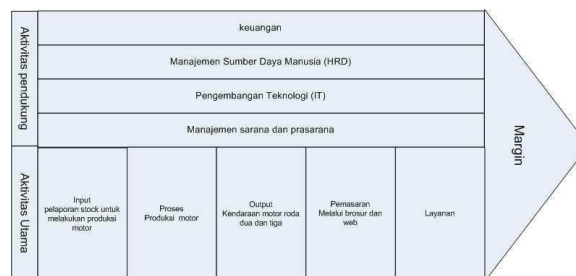 Aktivitas pendukung
keuangan
Manajemen Sumber Daya Manusia (HRD)
Pengembangan Teknologi (IT)
Manajemen sarana dan prasarana
Margin
Aktivitas Utama
Input
pelaporan stock untuk
melakukan produksi
motor
Proses
Produksi motor
Output
Kendaraan motor roda
dua dan tiga
Pemasaran
Melalui brosur dan
web
Layanan